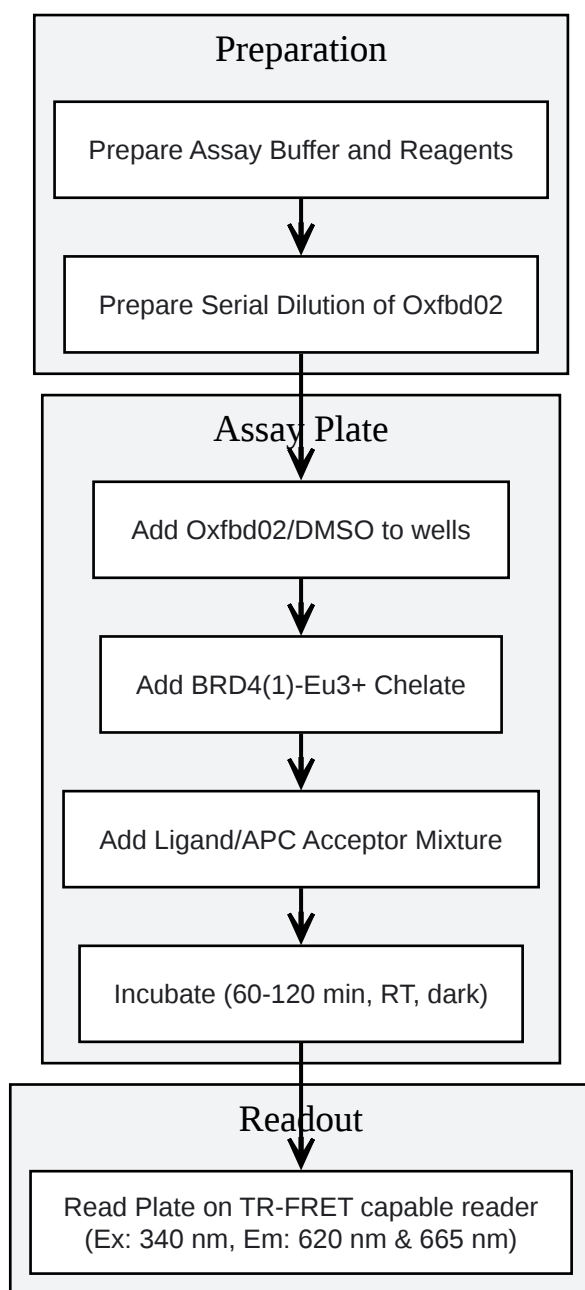 Preparation
Prepare Assay Buffer and Reagents
Prepare Serial Dilution of Oxfbd02
Assay Plate
Add Oxfbd02/DMSO to wells
Add BRD4(1)-Eu3+ Chelate
Add Ligand/APC Acceptor Mixture
Incubate (60-120 min, RT, dark)
Readout
Read Plate on TR-FRET capable reader
(Ex: 340 nm, Em: 620 nm & 665 nm)